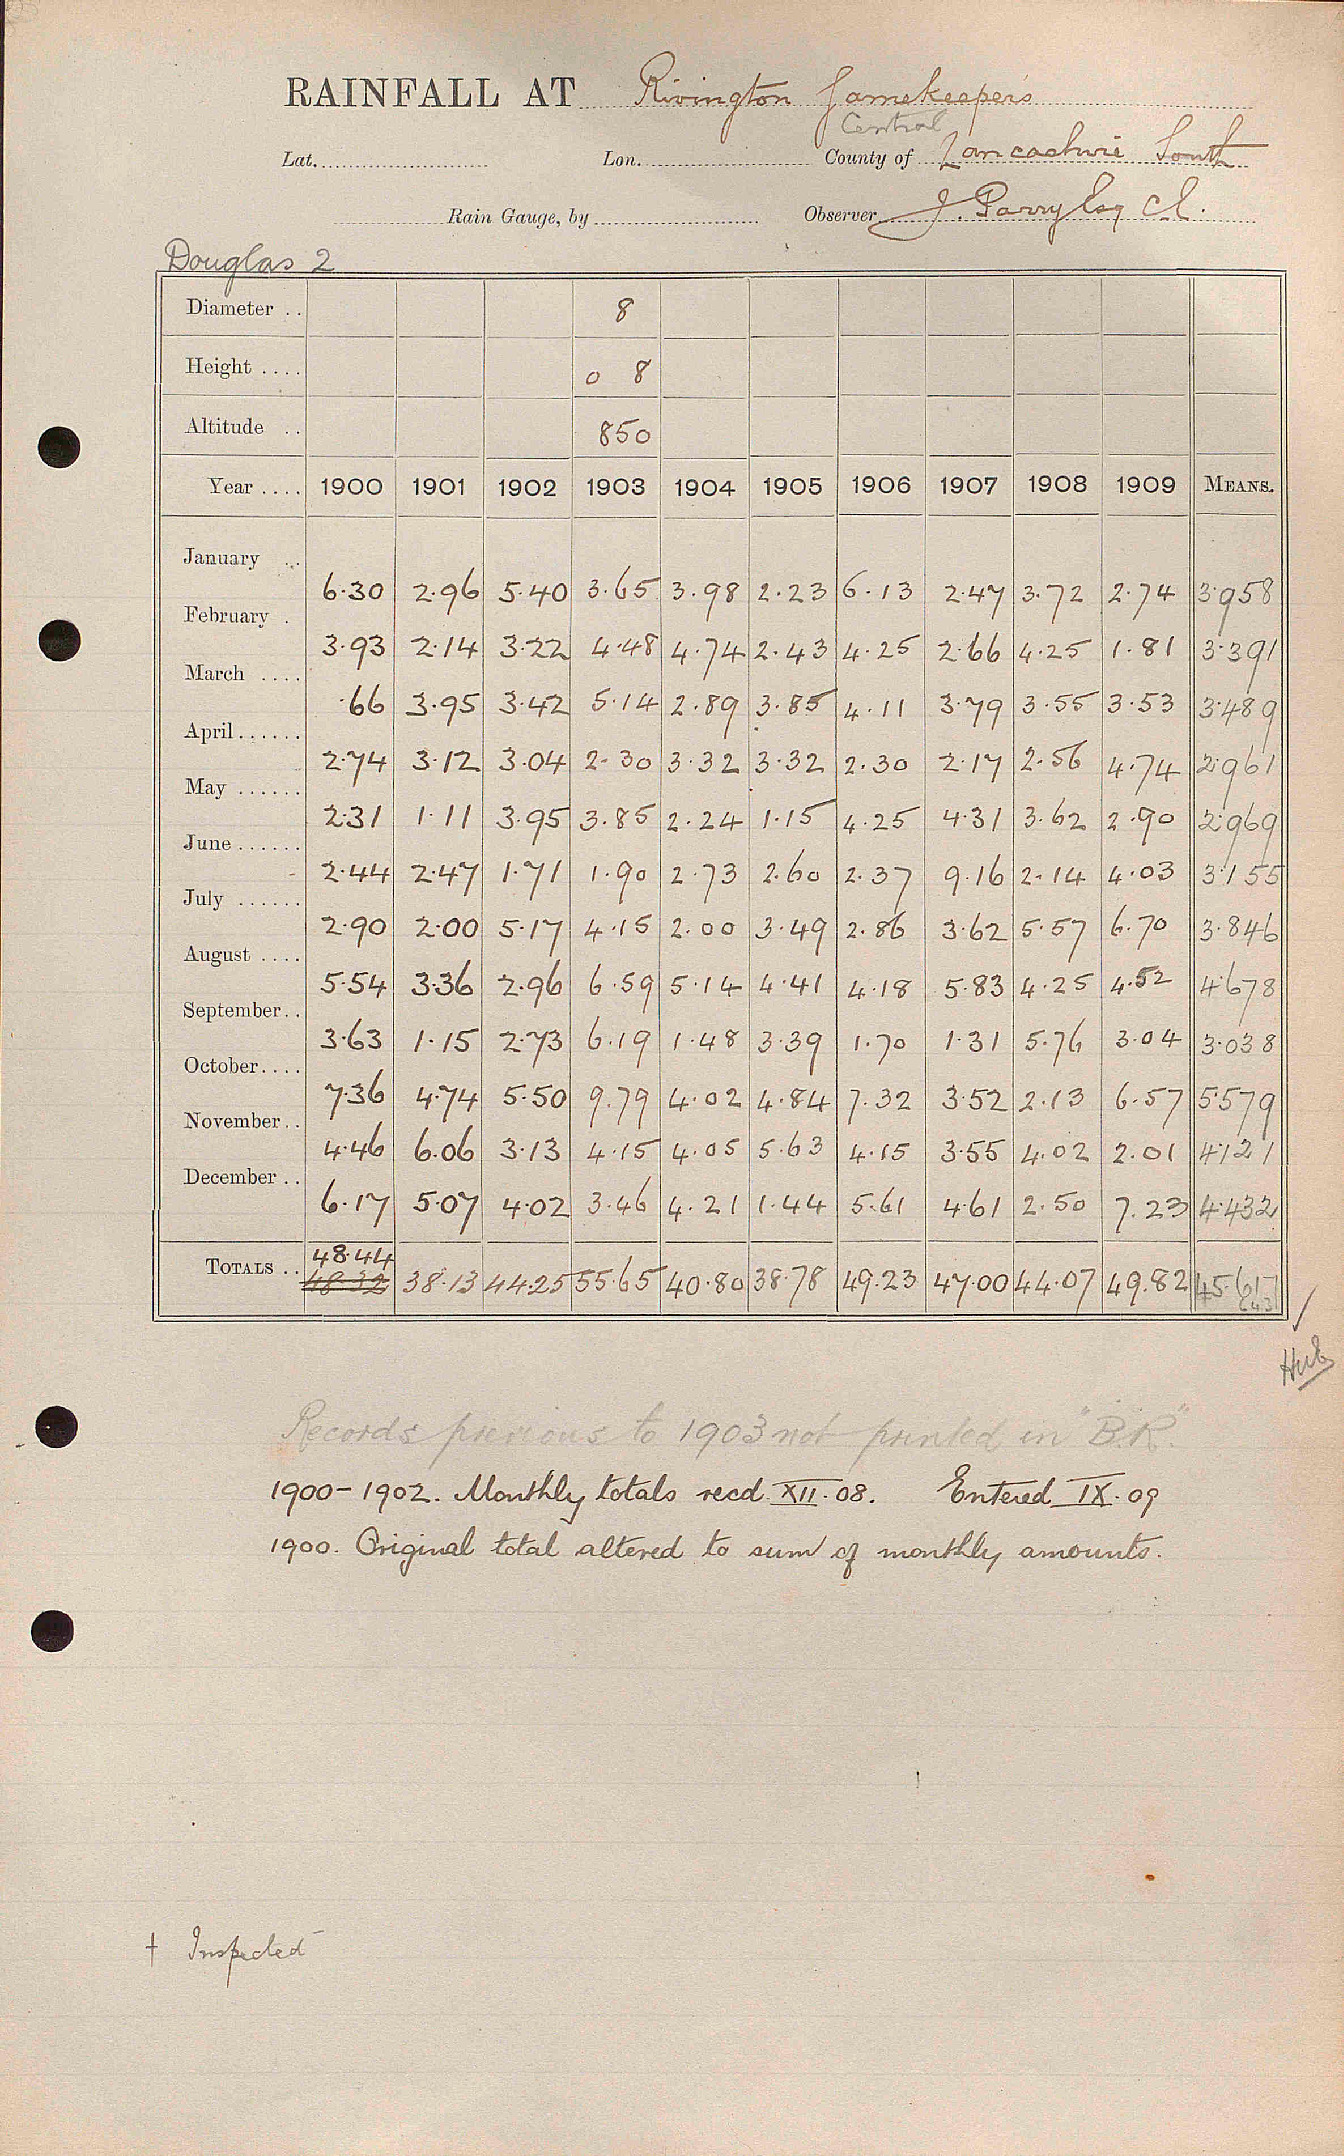 RAINFALL AT Rivington Gamekeeper's
Central
Lat. Lon. County of Lancashire South
Rain Gauge, by Observer J. Parry Esq C.E.
Douglas 2
Diameter .. 8
Height .... 0 8
Altitude .. 850
Year .... 1900 1901 1902 1903 1904 1905 1906 1907 1908 1909 MEANS.
January .. 6.30 2.96 5.40 3.65 3.98 2.23 6.13 2.47 3.72 2.74 3.958
February . 3.93 2.14 3.22 4.48 4.74 2.43 4.25 2.66 4.25 1.81 3.391
March .... .66 3.95 3.42 5.14 2.89 3.85 4.11 3.79 3.55 3.53 3.489
April...... 2.74 3.12 3.04 2.30 3.32 3.32 2.30 2.17 2.56 4.74 2.961
May ...... 2.31 1.11 3.95 3.85 2.24 1.15 4.25 4.31 3.62 2.90 2.969
June...... 2.44 2.47 1.71 1.90 2.73 2.60 2.37 9.16 2.14 4.03 3.155
July ...... 2.90 2.00 5.17 4.15 2.00 3.49 2.86 3.62 5.57 6.70 3.846
August .... 5.54 3.36 2.96 6.59 5.14 4.41 4.18 5.83 4.25 4.52 4.678
September.. 3.63 1.15 2.73 6.19 1.48 3.39 1.70 1.31 5.76 3.04 3.038
October.... 7.36 4.74 5.50 9.79 4.02 4.84 7.32 3.52 2.13 6.57 5.579
November.. 4.46 6.06 3.13 4.15 4.05 5.63 4.15 3.55 4.02 2.01 4.121
December .. 6.17 5.07 4.02 3.46 4.21 1.44 5.61 4.61 2.50 7.23 4.432
48.44
TOTALS .. 48.32 38.13 44.25 55.65 40.80 38.78 49.23 47.00 44.07 49.82 45.617
Records previous to 1903 not printed in "B.R".
1900-1902. Monthly totals recd. XII.08. Entered IX.09
1900. Original total altered to sum of monthly amounts.
† Inspected